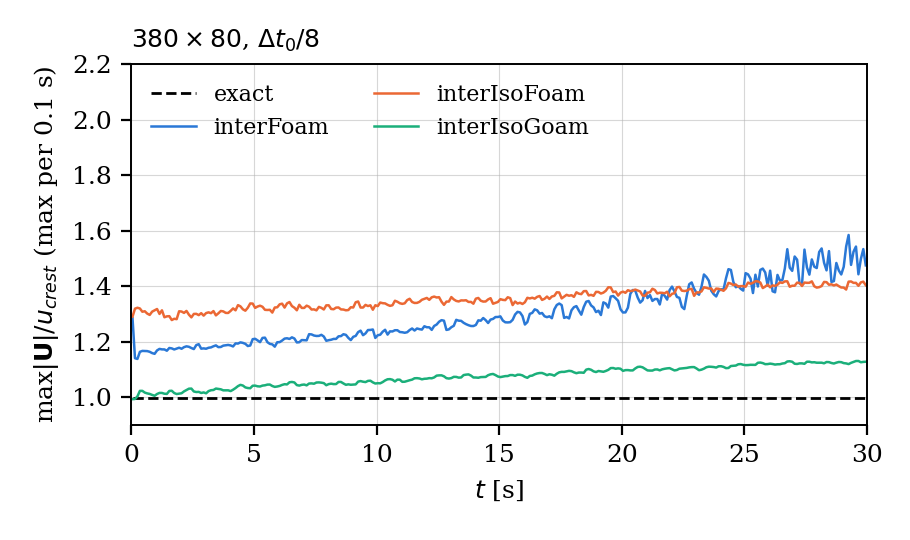 380 × 80, Δt₀/8
max|U|/u_crest (max per 0.1 s)
2.2
2.0
1.8
1.6
1.4
1.2
1.0
exact
interFoam
interIsoFoam
interIsoGoam
0 5 10 15 20 25 30
t [s]